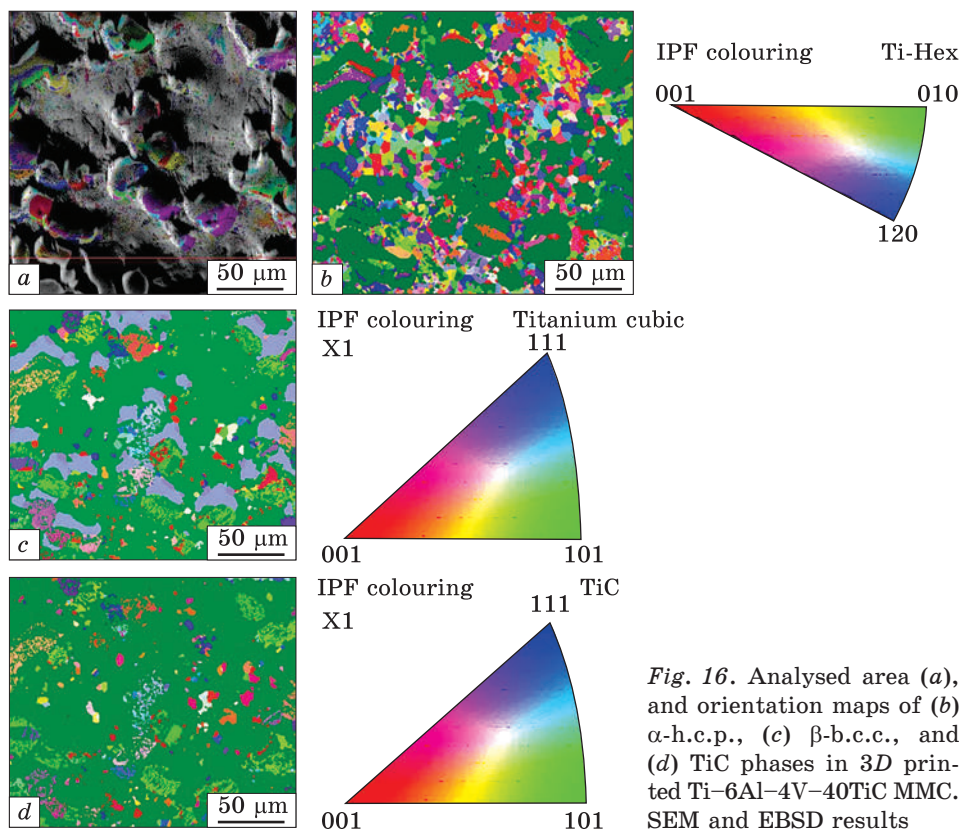 a
50 μm
b
50 μm
IPF colouring Ti-Hex
001
010
120
c
50 μm
IPF colouring Titanium cubic
X1
111
001
101
d
50 μm
IPF colouring TiC
X1
111
001
101
Fig. 16. Analysed area (a),
and orientation maps of (b)
α-h.c.p., (c) β-b.c.c., and
(d) TiC phases in 3D prin-
ted Ti–6Al–4V–40TiC MMC.
SEM and EBSD results